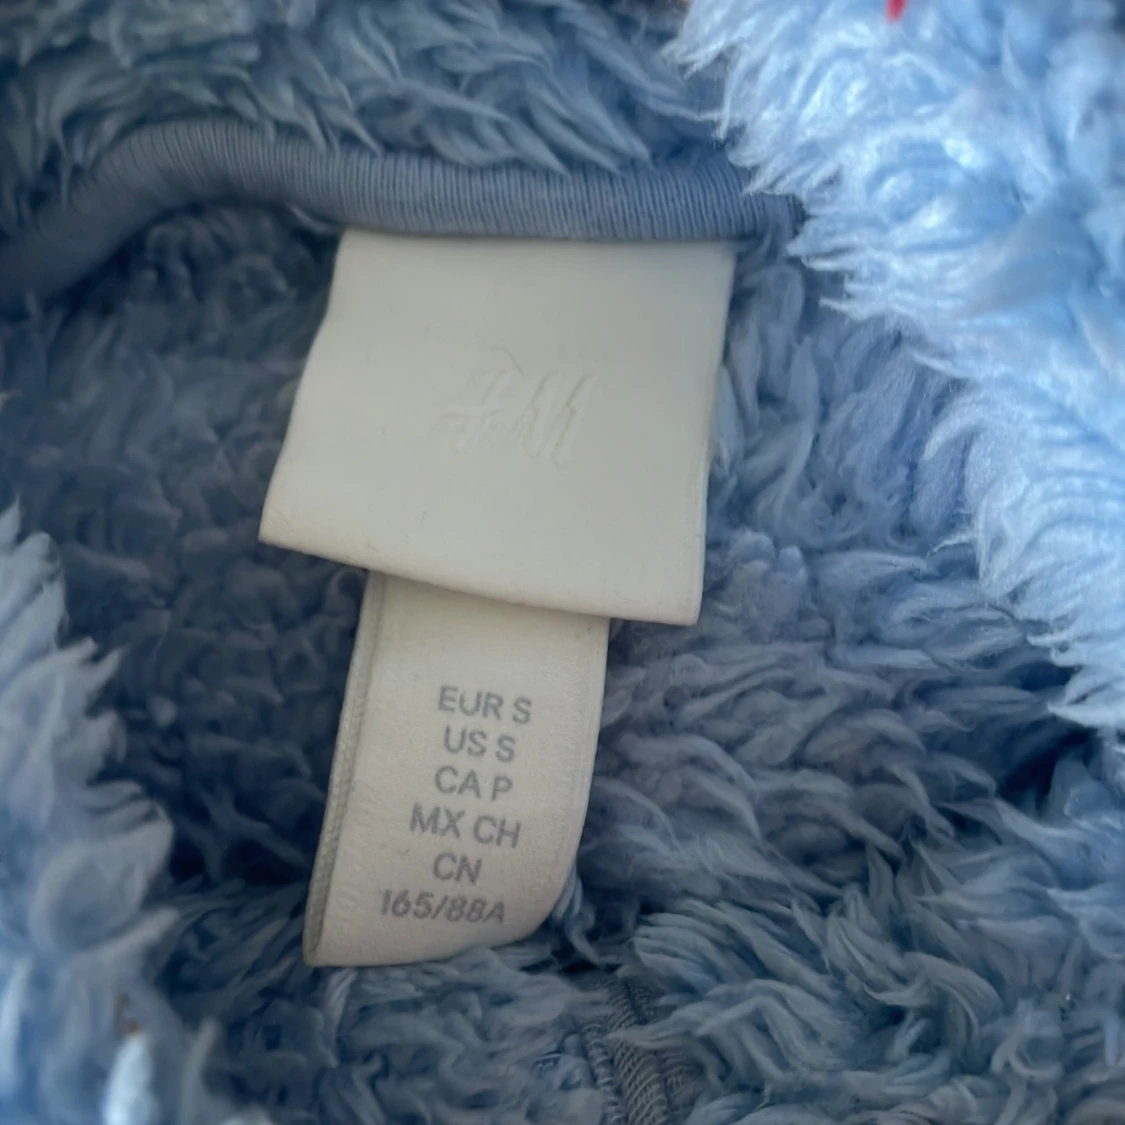 H&M
EUR S
US S
CA P
MX CH
CN
165/88A